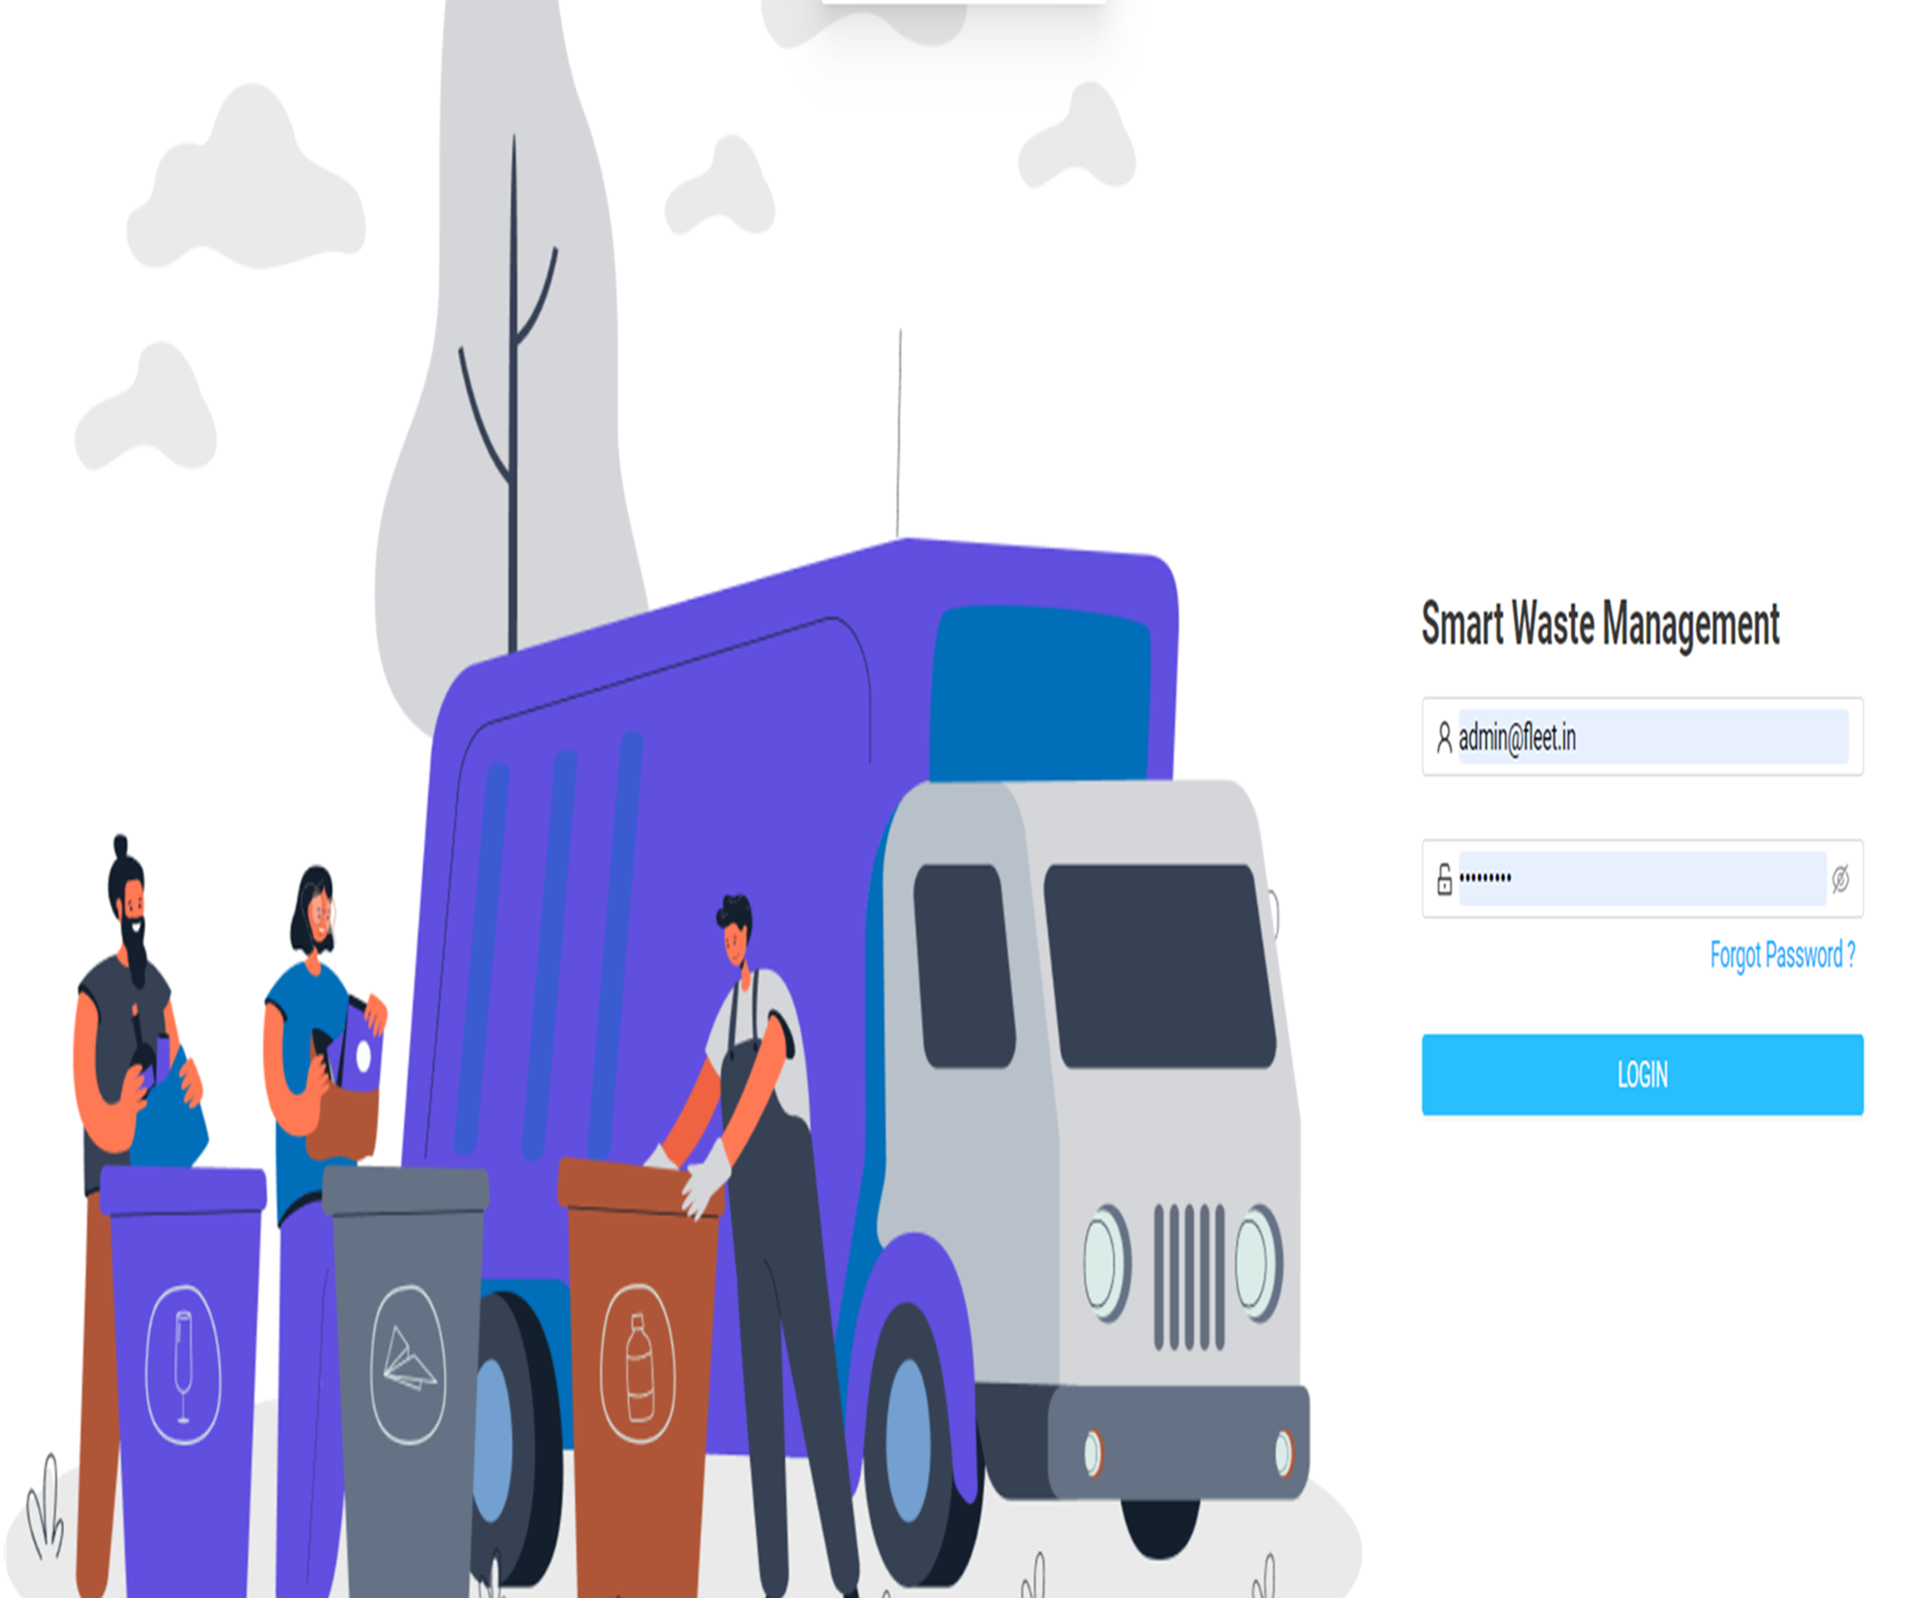 Smart Waste Management
admin@fleet.in
•••••••••
Forgot Password ?
LOGIN